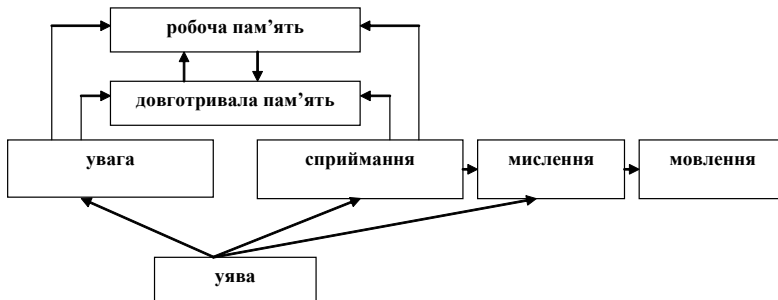 робоча пам’ять
довготривала пам’ять
увага
сприймання
мислення
мовлення
уява